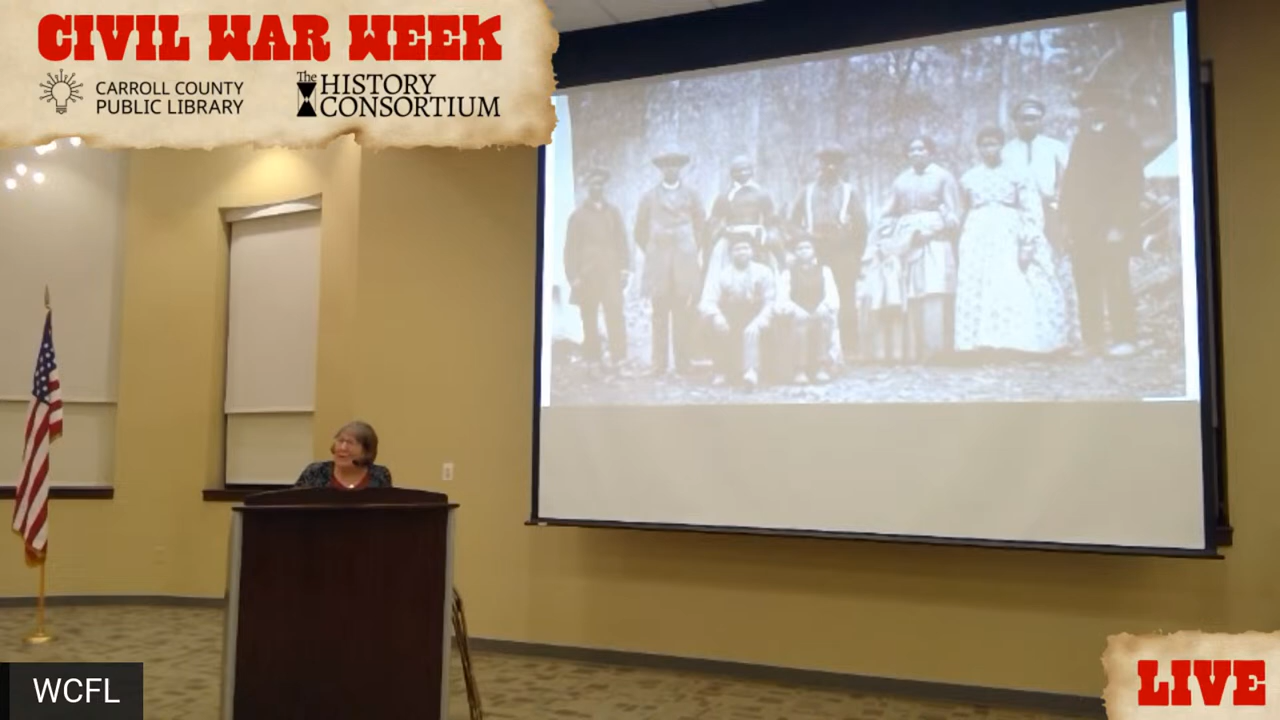 CIVIL WAR WEEK
CARROLL COUNTY
PUBLIC LIBRARY
The HISTORY
CONSORTIUM
WCFL
LIVE